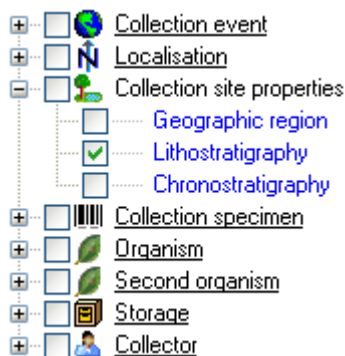 Collection event
Localisation
Collection site properties
Geographic region
Lithostratigraphy
Chronostratigraphy
Collection specimen
Organism
Second organism
Storage
Collector